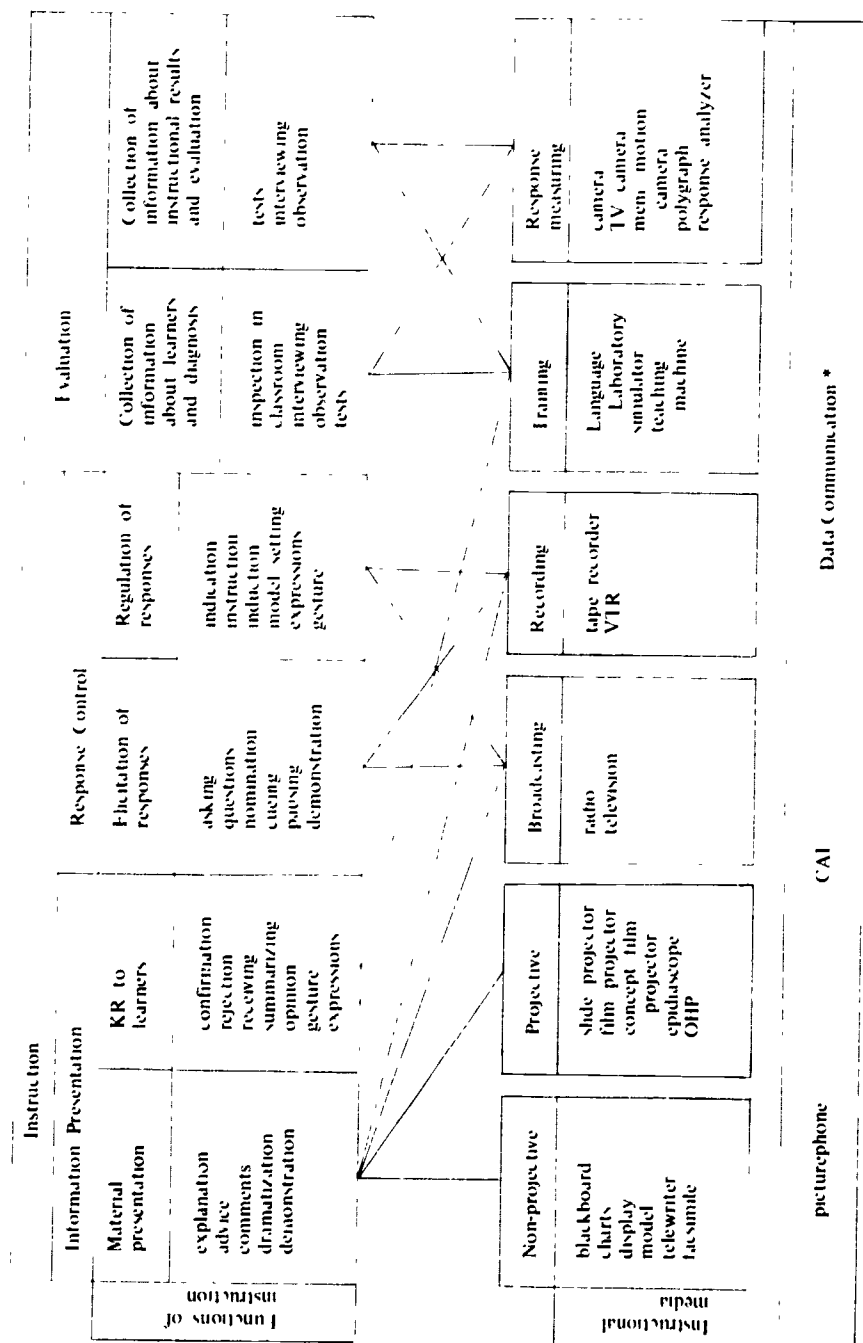 Instruction
Information Presentation
Response Control
Evaluation
Functions of
instruction
Material
presentation
KR to
learners
Elicitation of
responses
Regulation of
responses
Collection of
information
about learners
and diagnosis
Collection of
information about
instructional results
and evaluation
explanation
advice
comments
dramatization
demonstration
confirmation
rejection
receiving
summarizing
opinion
gesture
expressions
asking
questions
nomination
cueing
pausing
demonstration
indication
instruction
induction
model setting
expressions
gesture
inspection in
classroom
interviewing
observation
tests
tests
interviewing
observation
Instructional
media
Non-projective
Projective
Broadcasting
Recording
Training
Response
measuring
blackboard
charts
display
model
telewriter
facsimile
slide projector
film projector
concept film
projector
epidiascope
OHP
radio
television
tape recorder
VTR
Language
Laboratory
simulator
teaching
machine
camera
TV camera
mem motion
camera
polygraph
response analyzer
picturephone
CAI
Data Communication *